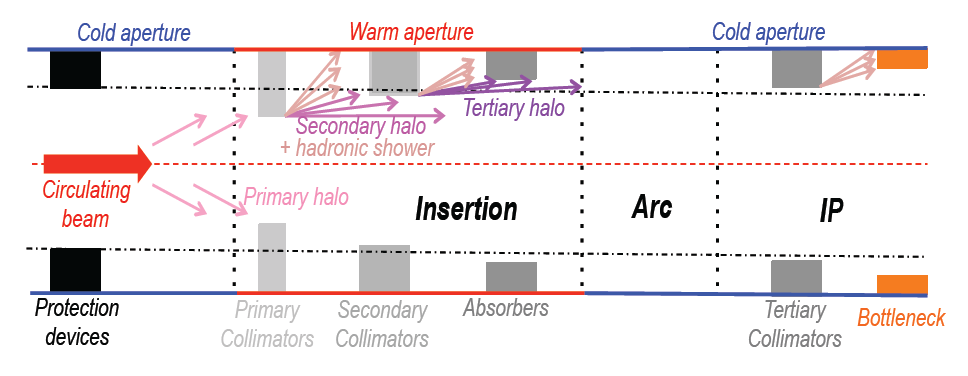 Cold aperture
Warm aperture
Cold aperture
Secondary halo
+ hadronic shower
Tertiary halo
Circulating
beam
Primary halo
Insertion
Arc
IP
Protection
devices
Primary
Collimators
Secondary
Collimators
Absorbers
Tertiary
Collimators
Bottleneck